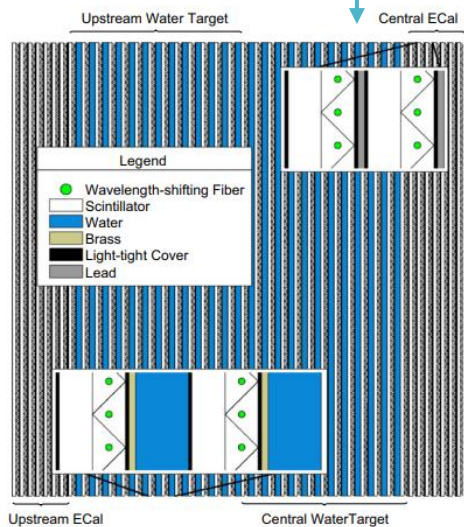 Upstream Water Target
Central ECal
Legend
Wavelength-shifting Fiber
Scintillator
Water
Brass
Light-tight Cover
Lead
Upstream ECal
Central WaterTarget